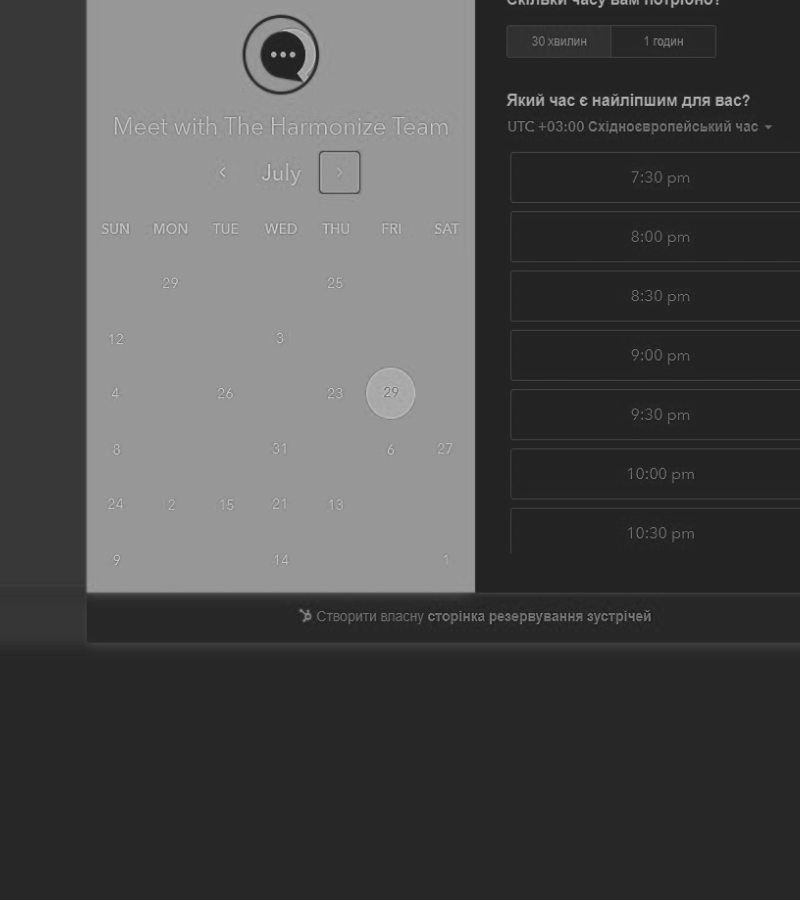 Meet with The Harmonize Team
July
SUN MON TUE WED THU FRI SAT
29 25
12 3
4 26 23 29
8 31 6 27
24 2 15 21 13
9 14 1
Скільки часу вам потрібно?
30 хвилин 1 годин
Який час є найліпшим для вас?
UTC +03:00 Східноєвропейський час
7:30 pm
8:00 pm
8:30 pm
9:00 pm
9:30 pm
10:00 pm
10:30 pm
Створити власну сторінка резервування зустрічей